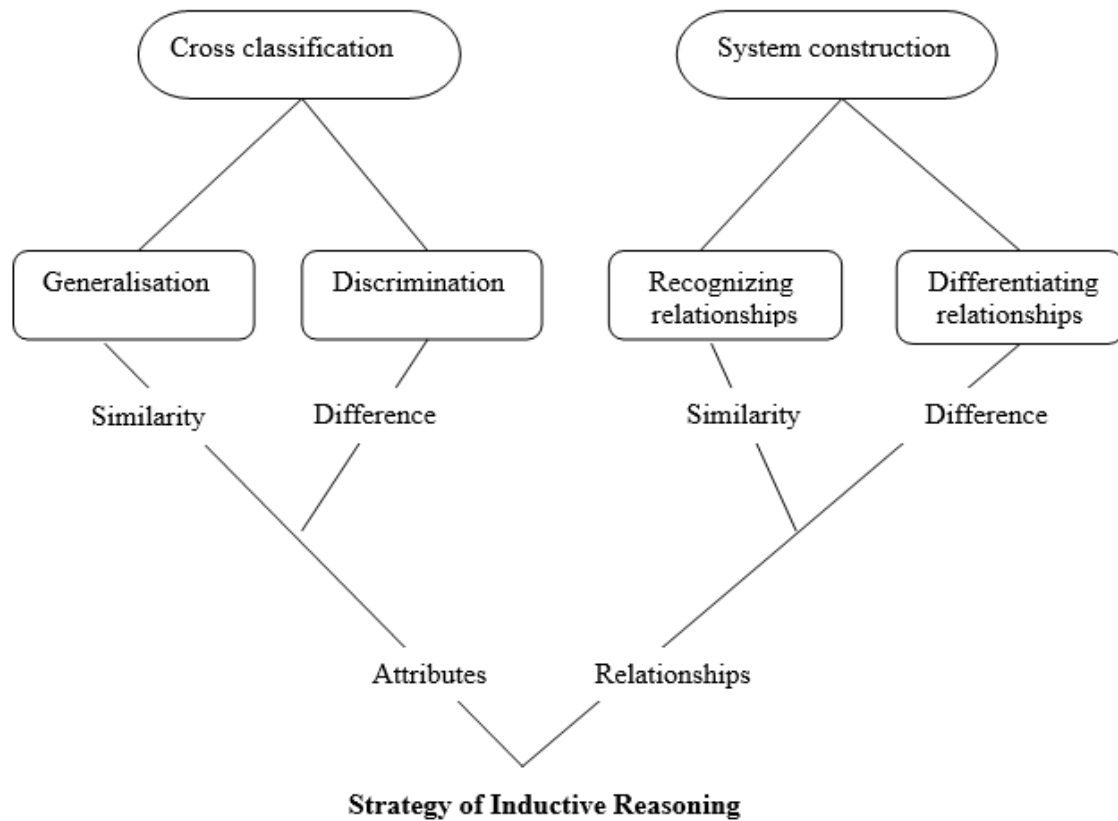 Cross classification
System construction
Generalisation
Discrimination
Recognizing
relationships
Differentiating
relationships
Similarity
Difference
Similarity
Difference
Attributes
Relationships
Strategy of Inductive Reasoning